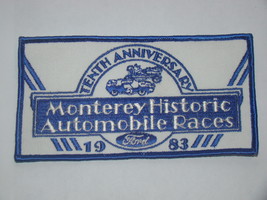 TENTH ANNIVERSARY
Monterey Historic
Automobile Races
19 Ford 83